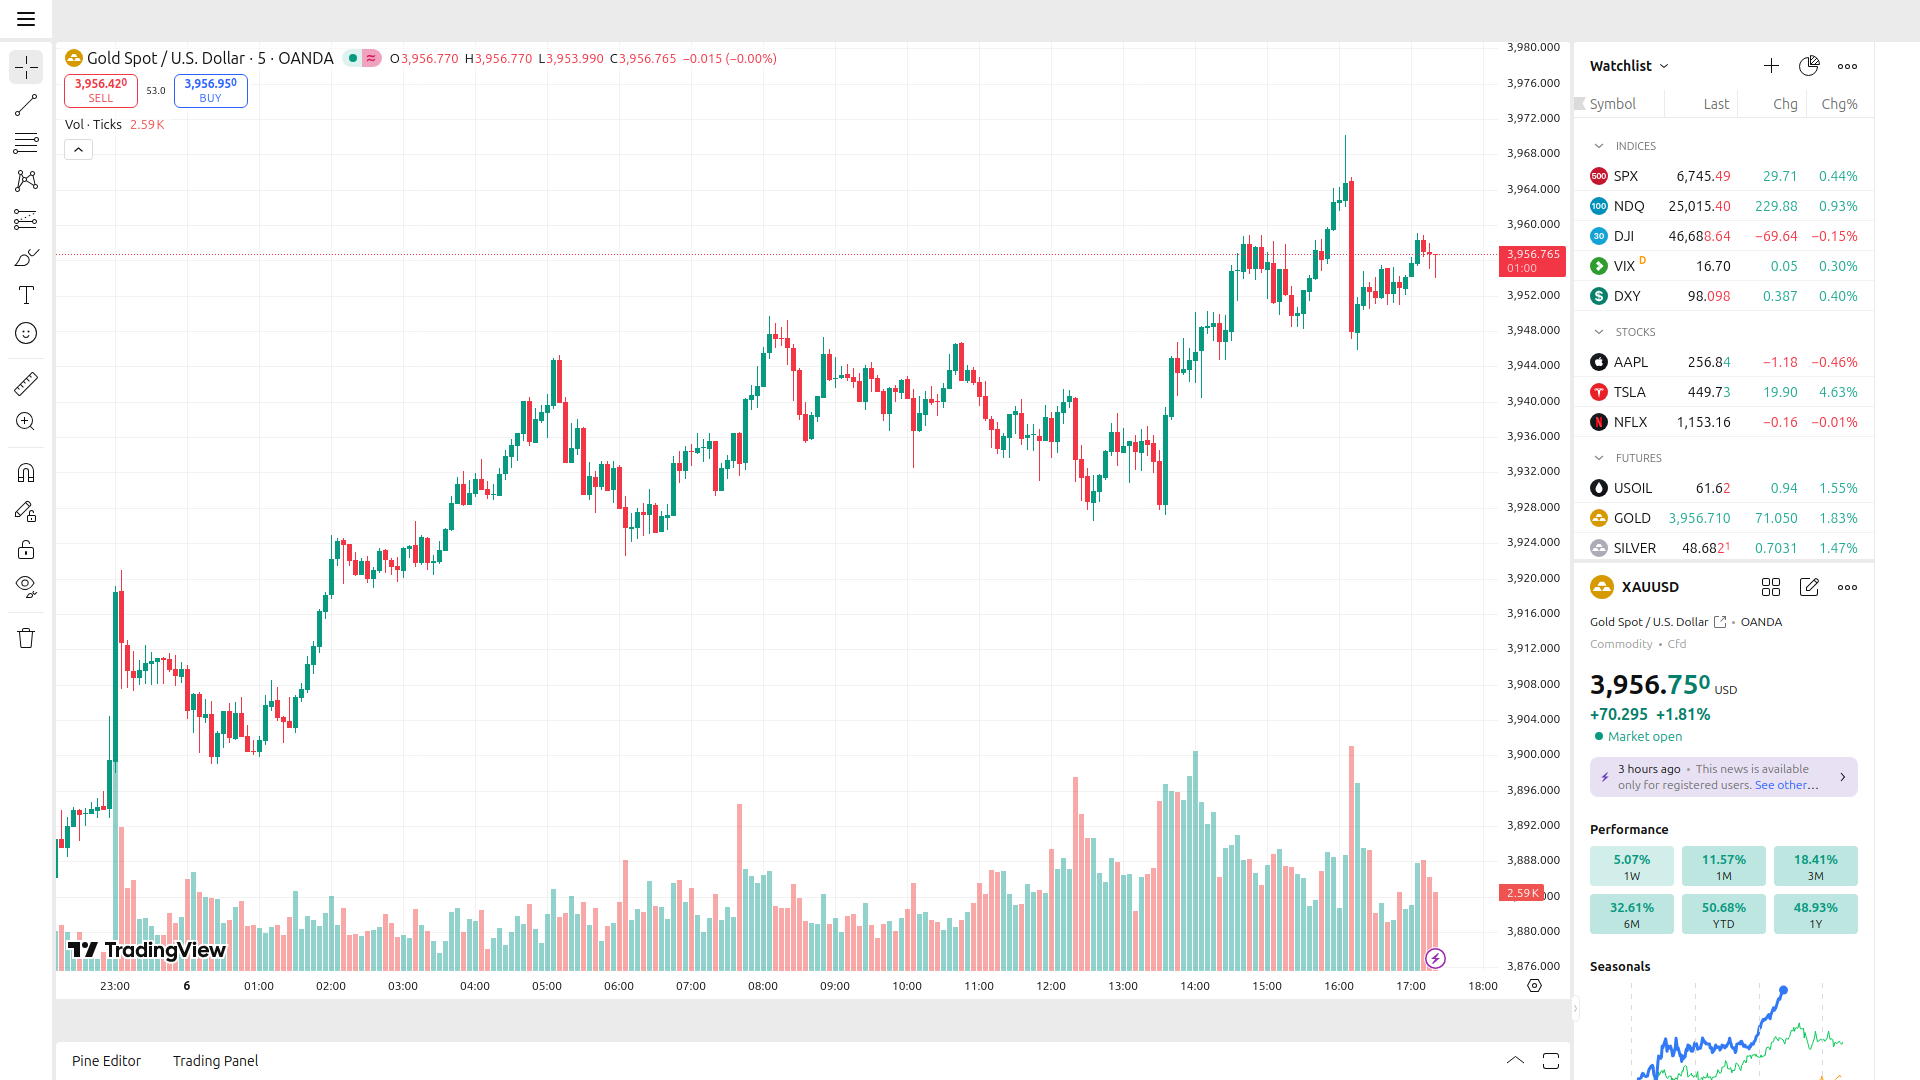 Gold Spot / U.S. Dollar · 5 · OANDA O3,956.770 H3,956.770 L3,953.990 C3,956.765 −0.015 (−0.00%)
3,956.420 SELL 53.0 3,956.950 BUY
Vol · Ticks 2.59 K
3,980.000
3,976.000
3,972.000
3,968.000
3,964.000
3,960.000
3,956.765
01:00
3,952.000
3,948.000
3,944.000
3,940.000
3,936.000
3,932.000
3,928.000
3,924.000
3,920.000
3,916.000
3,912.000
3,908.000
3,904.000
3,900.000
3,896.000
3,892.000
3,888.000
2.59 K
3,880.000
3,876.000
TradingView
23:00 6 01:00 02:00 03:00 04:00 05:00 06:00 07:00 08:00 09:00 10:00 11:00 12:00 13:00 14:00 15:00 16:00 17:00 18:00
Pine Editor Trading Panel
Watchlist
Symbol Last Chg Chg%
INDICES
500 SPX 6,745.49 29.71 0.44%
100 NDQ 25,015.40 229.88 0.93%
30 DJI 46,688.64 −69.64 −0.15%
VIX D 16.70 0.05 0.30%
DXY 98.098 0.387 0.40%
STOCKS
AAPL 256.84 −1.18 −0.46%
TSLA 449.73 19.90 4.63%
NFLX 1,153.16 −0.16 −0.01%
FUTURES
USOIL 61.62 0.94 1.55%
GOLD 3,956.710 71.050 1.83%
SILVER 48.6821 0.7031 1.47%
XAUUSD
Gold Spot / U.S. Dollar • OANDA
Commodity • Cfd
3,956.750 USD
+70.295 +1.81%
Market open
3 hours ago • This news is available
only for registered users. See other...
Performance
5.07% 11.57% 18.41%
1W 1M 3M
32.61% 50.68% 48.93%
6M YTD 1Y
Seasonals